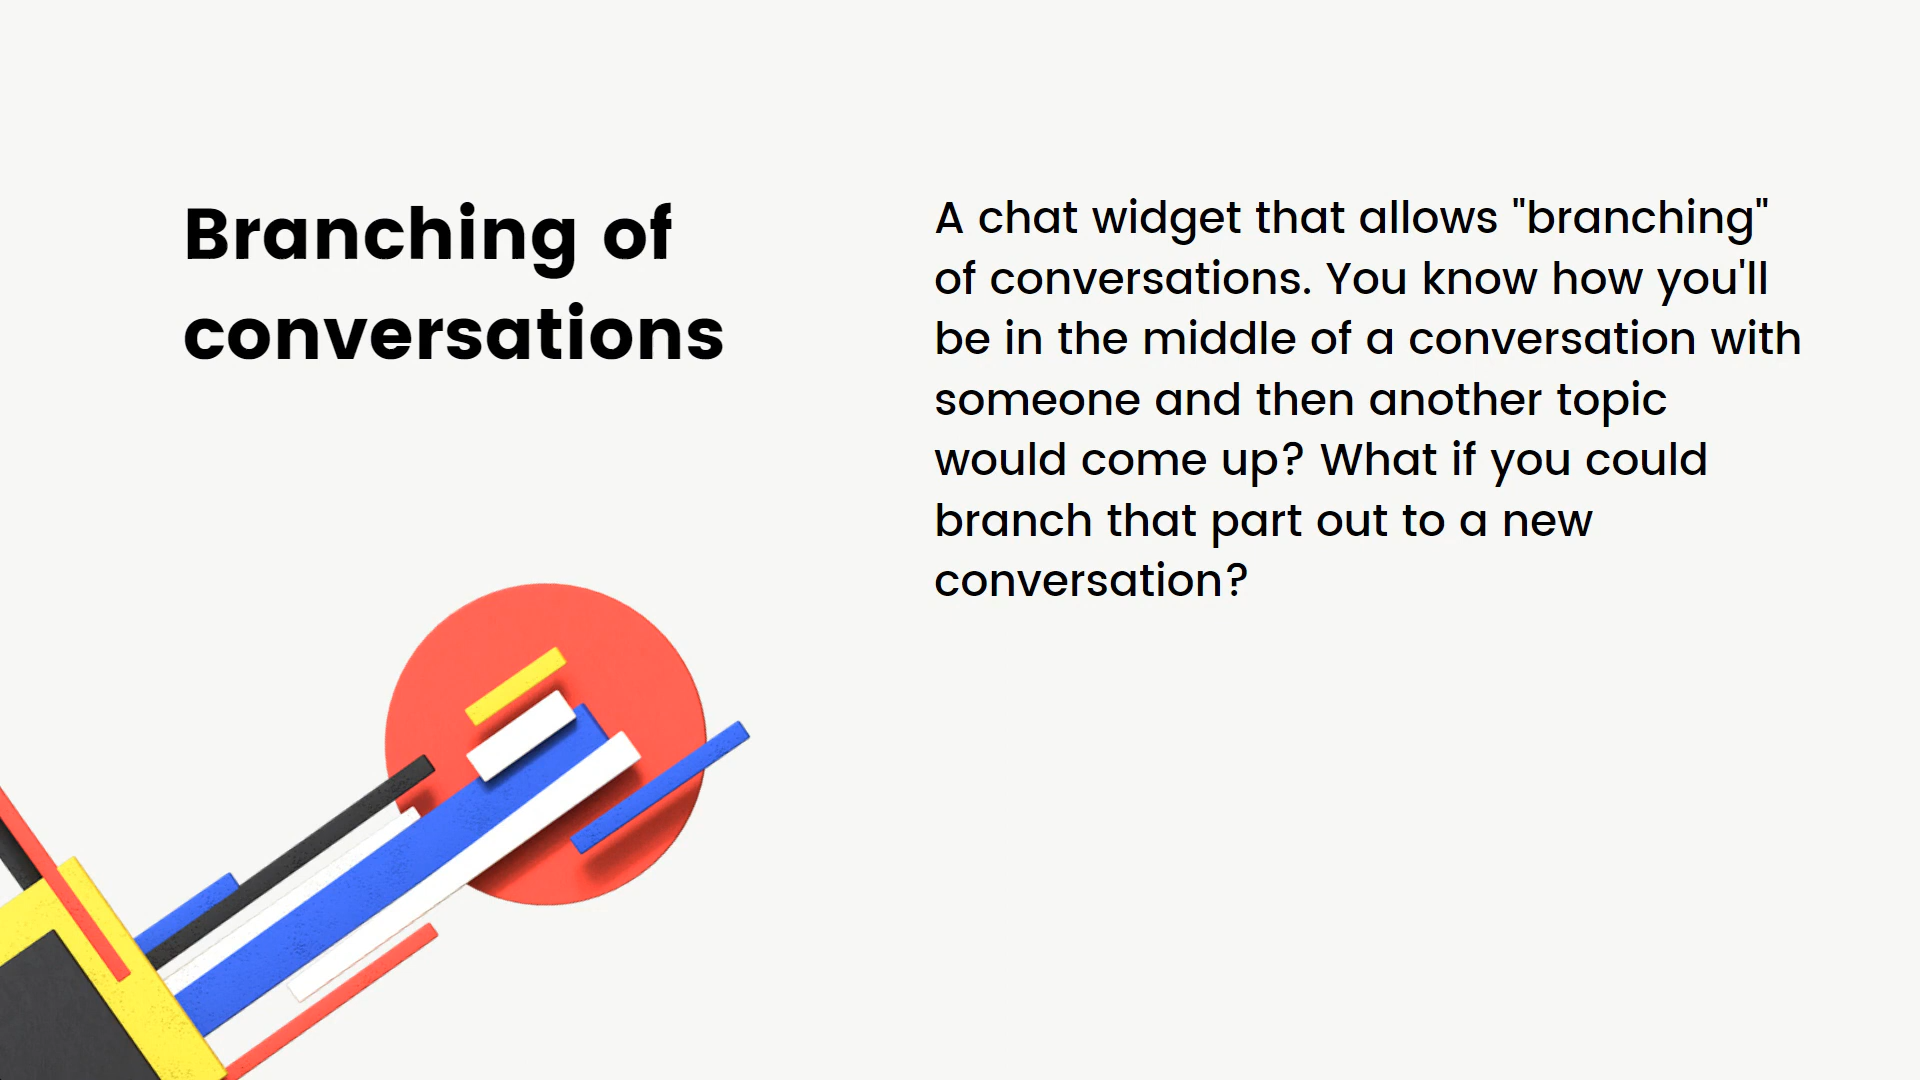 Branching of
conversations
A chat widget that allows "branching"
of conversations. You know how you'll
be in the middle of a conversation with
someone and then another topic
would come up? What if you could
branch that part out to a new
conversation?